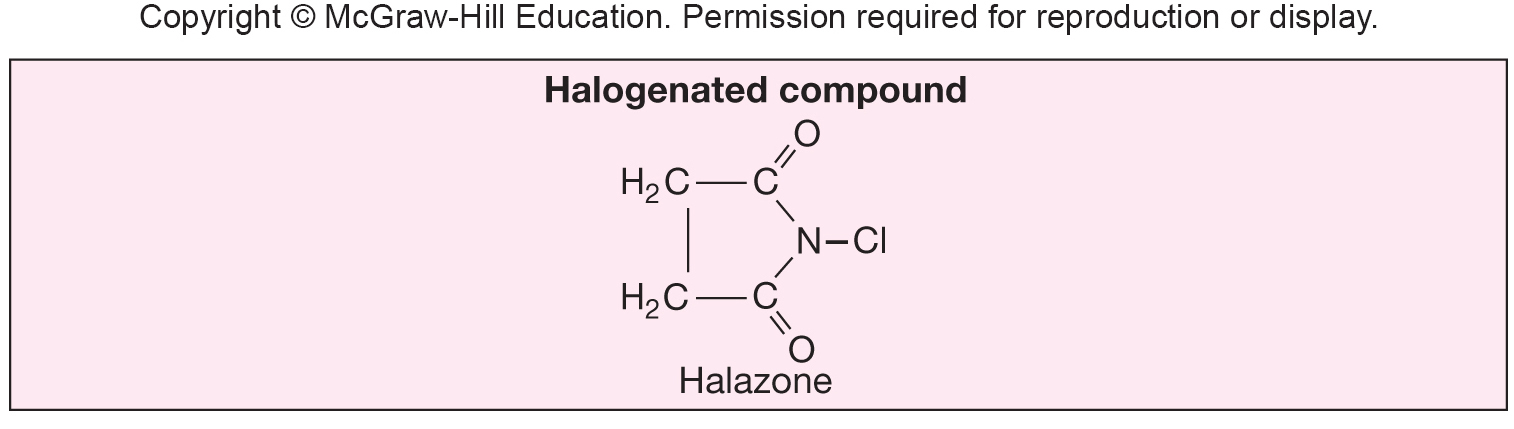 Copyright © McGraw-Hill Education. Permission required for reproduction or display.
Halogenated compound
O
H₂C — C
N – Cl
H₂C — C
O
Halazone